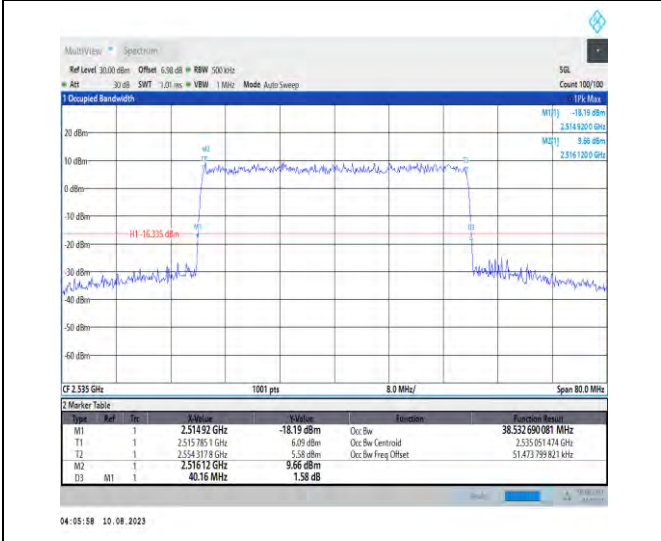 MultiView Spectrum
Ref Level 30.00 dBm Offset 6.98 dB RBW 500 kHz SGL
Att 30 dB SWT 1.01 ms VBW 1 MHz Mode Auto Sweep Count 100/100
1 Occupied Bandwidth 1Pk Max
M1[1] -18.19 dBm
2.514 920 0 GHz
20 dBm
M2[1] 9.66 dBm
M2
2.516 120 0 GHz
10 dBm
0 dBm
-10 dBm
M1
H1 -16.335 dBm
-30 dBm
-40 dBm
-50 dBm
-60 dBm
CF 2.535 GHz 1001 pts 8.0 MHz/ Span 80.0 MHz
2 Marker Table
Type Ref Trc X-Value Y-Value Function Function Result
M1 1 2.514 92 GHz -18.19 dBm Occ Bw 38.532 690 081 MHz
T1 1 2.515 785 1 GHz 6.09 dBm Occ Bw Centroid 2.535 051 474 GHz
T2 1 2.554 317 8 GHz 5.58 dBm Occ Bw Freq Offset 51.473 799 821 kHz
M2 1 2.516 12 GHz 9.66 dBm
D3 M1 1 40.16 MHz 1.58 dB
04:05:58 10.08.2023